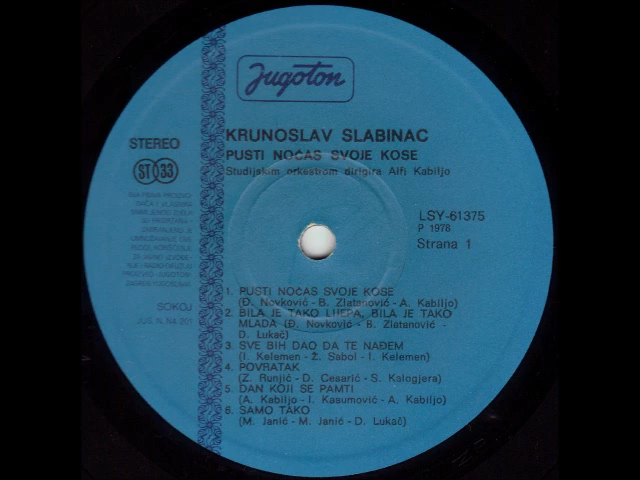 Jugoton
STEREO
ST 33
KRUNOSLAV SLABINAC
PUSTI NOĆAS SVOJE KOSE
Studijskim orkestrom dirigira Alfi Kabiljo
LSY-61375
P 1978
Strana 1
SOKOJ
1. PUSTI NOĆAS SVOJE KOSE
(Đ. Novković - B. Zlatanović - A. Kabiljo)
2. BILA JE TAKO LIJEPA, BILA JE TAKO
MLADA (Đ. Novković - B. Zlatanović -
D. Lukač)
3. SVE BIH DAO DA TE NAĐEM
(I. Kelemen - Ž. Sabol - I. Kelemen)
4. POVRATAK
(Z. Runjić - D. Cesarić - S. Kalogjera)
5. DAN KOJI SE PAMTI
(A. Kabiljo - I. Kasumović - A. Kabiljo)
6. SAMO TAKO
(M. Janić - M. Janić - D. Lukač)